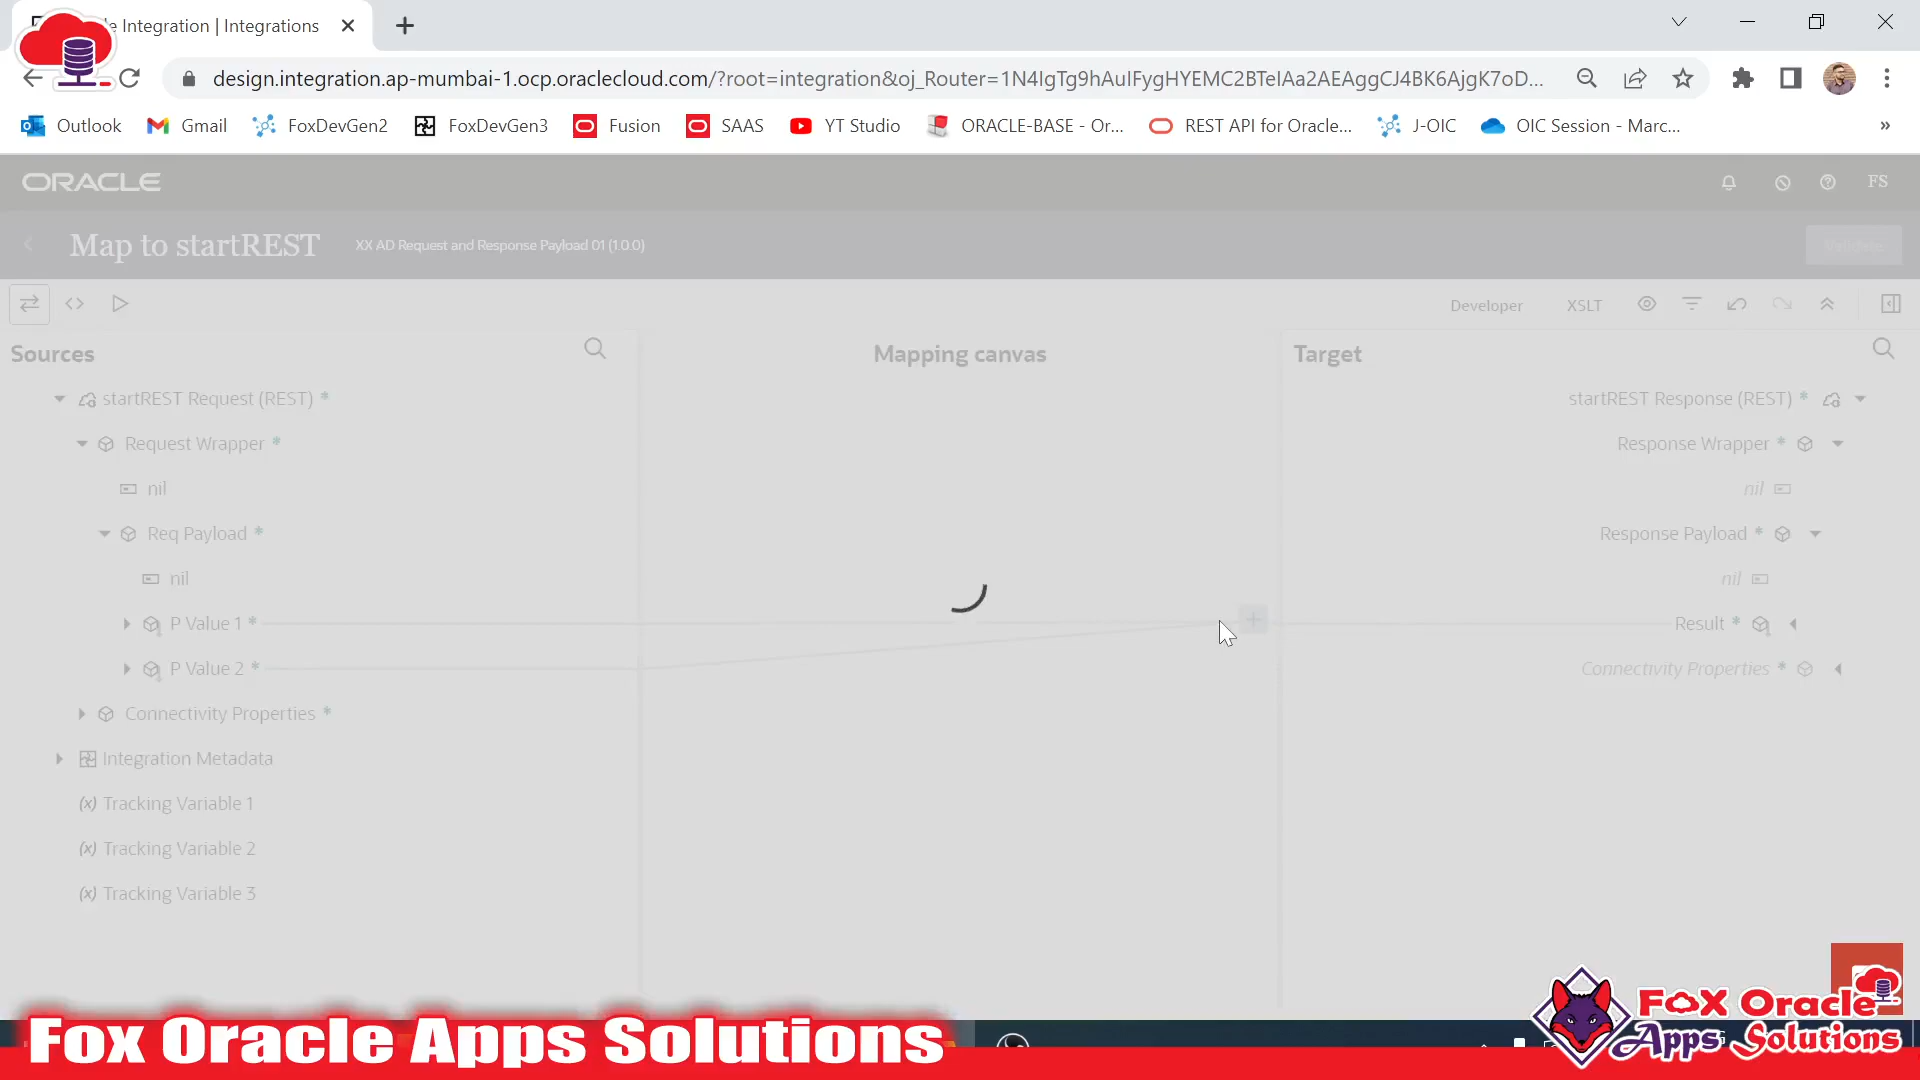 e Integration | Integrations
design.integration.ap-mumbai-1.ocp.oraclecloud.com/?root=integration&oj_Router=1N4IgTg9hAuIFygHYEMC2BTeIAa2AEAggCJ4BK6AjgK7oD...
Outlook Gmail FoxDevGen2 FoxDevGen3 Fusion SAAS YT Studio ORACLE-BASE - Or... REST API for Oracle... J-OIC OIC Session - Marc... »
ORACLE FS
Map to startREST XX AD Request and Response Payload 01 (1.0.0) Validate
Developer XSLT
Sources Mapping canvas Target
startREST Request (REST) * startREST Response (REST) *
Request Wrapper * Response Wrapper *
nil nil
Req Payload * Response Payload *
nil nil
P Value 1 * Result *
P Value 2 * Connectivity Properties *
Connectivity Properties *
Integration Metadata
(x) Tracking Variable 1
(x) Tracking Variable 2
(x) Tracking Variable 3
Fox Oracle Apps Solutions
Fox Oracle
Apps Solutions